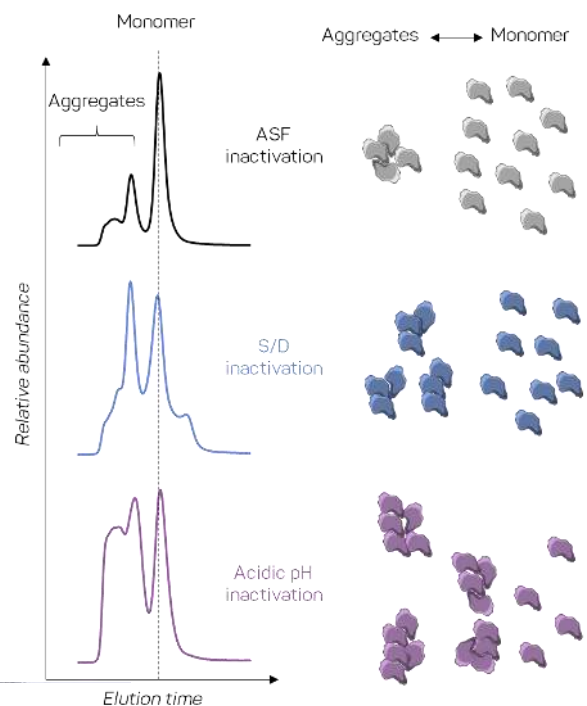 Monomer
Aggregates
Aggregates Monomer
ASF
inactivation
S/D
inactivation
Acidic pH
inactivation
Relative abundance
Elution time